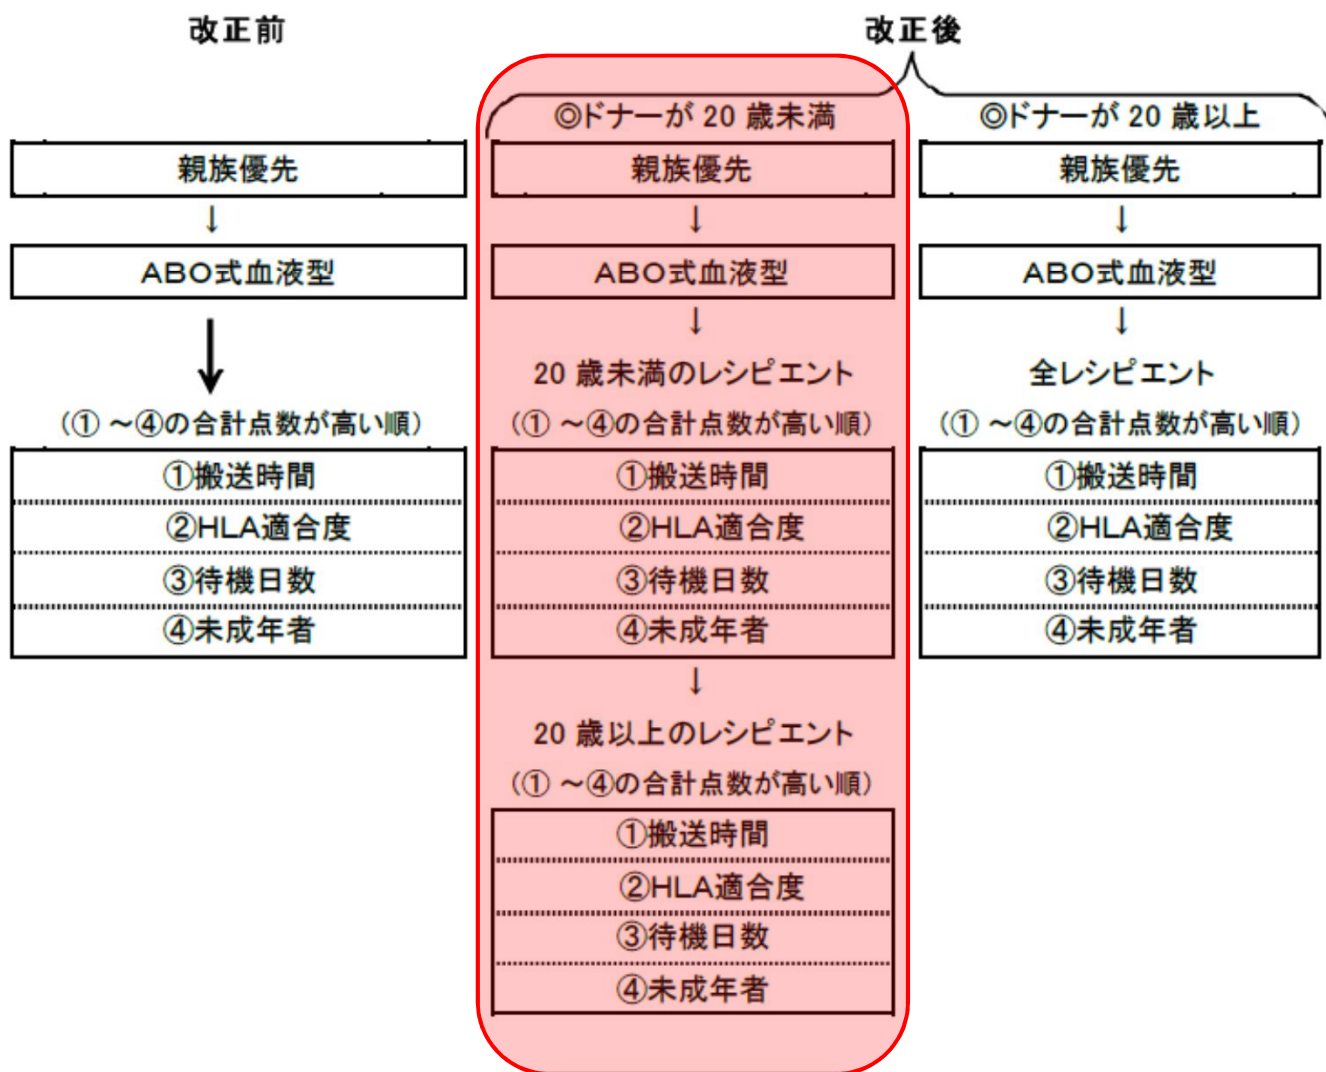 改正前
親族優先
↓
ABO式血液型
↓
(① ～④の合計点数が高い順)
①搬送時間
②HLA適合度
③待機日数
④未成年者
改正後
◎ドナーが 20 歳未満
親族優先
↓
ABO式血液型
↓
20 歳未満のレシピエント
(① ～④の合計点数が高い順)
①搬送時間
②HLA適合度
③待機日数
④未成年者
↓
20 歳以上のレシピエント
(① ～④の合計点数が高い順)
①搬送時間
②HLA適合度
③待機日数
④未成年者
◎ドナーが 20 歳以上
親族優先
↓
ABO式血液型
↓
全レシピエント
(① ～④の合計点数が高い順)
①搬送時間
②HLA適合度
③待機日数
④未成年者